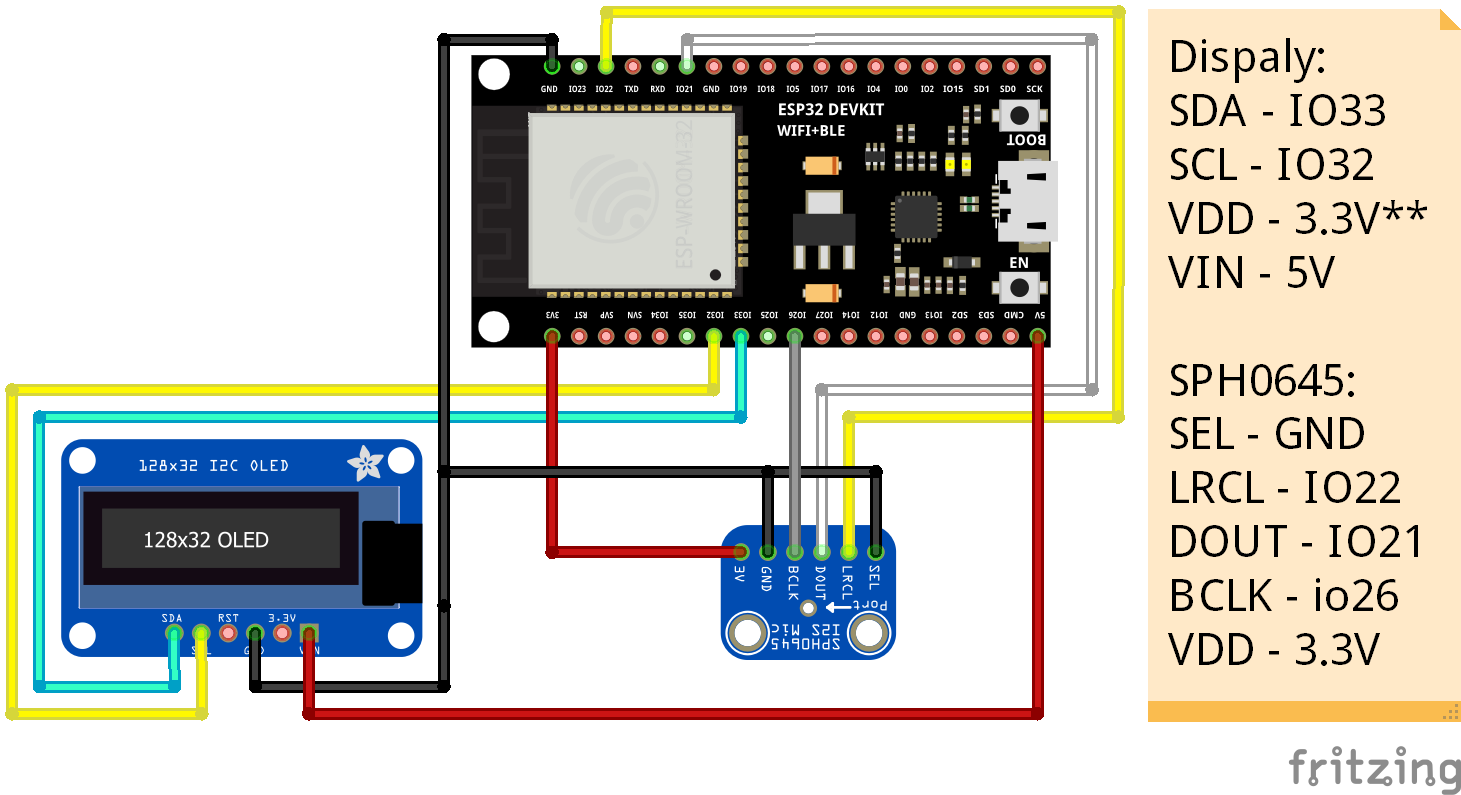 GND IO23 IO22 TXD RXD IO21 GND IO19 IO18 IO5 IO17 IO16 IO4 IO0 IO2 IO15 SD1 SD0 SCK
ESP32 DEVKIT
WIFI+BLE
BOOT
ESP-WROOM-32
EN
3V3 RST SVP SVN IO34 IO35 IO32 IO33 IO25 IO26 IO27 IO14 IO12 GND IO13 SD2 SD3 CMD 5V
128x32 I2C OLED
128x32 OLED
SDA RST 3.3V
3V GND BCLK DOUT LRCL SEL
Port
I2S Mic
SPH0645
Dispaly:
SDA - IO33
SCL - IO32
VDD - 3.3V**
VIN - 5V
SPH0645:
SEL - GND
LRCL - IO22
DOUT - IO21
BCLK - io26
VDD - 3.3V
fritzing